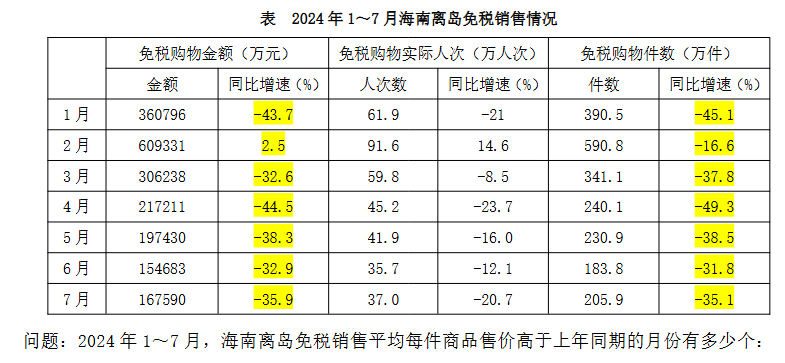 表 2024 年 1～7 月海南离岛免税销售情况
免税购物金额（万元） 免税购物实际人次（万人次） 免税购物件数（万件）
金额 同比增速（%） 人次数 同比增速（%） 件数 同比增速（%）
1 月 360796 -43.7 61.9 -21 390.5 -45.1
2 月 609331 2.5 91.6 14.6 590.8 -16.6
3 月 306238 -32.6 59.8 -8.5 341.1 -37.8
4 月 217211 -44.5 45.2 -23.7 240.1 -49.3
5 月 197430 -38.3 41.9 -16.0 230.9 -38.5
6 月 154683 -32.9 35.7 -12.1 183.8 -31.8
7 月 167590 -35.9 37.0 -20.7 205.9 -35.1
问题：2024 年 1～7 月，海南离岛免税销售平均每件商品售价高于上年同期的月份有多少个：